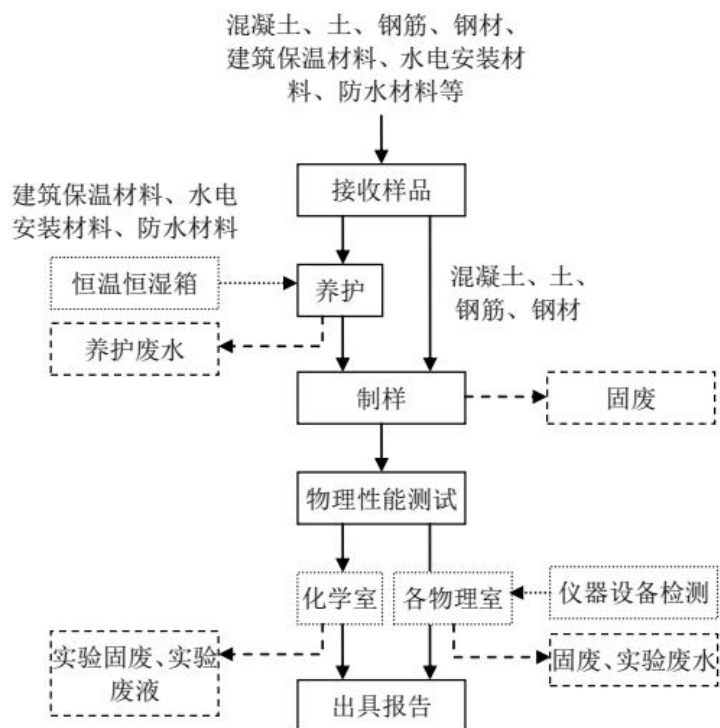 混凝土、土、钢筋、钢材、
建筑保温材料、水电安装材
料、防水材料等
接收样品
建筑保温材料、水电
安装材料、防水材料
恒温恒湿箱
养护
混凝土、土、
钢筋、钢材
养护废水
制样
固废
物理性能测试
化学室
各物理室
仪器设备检测
实验固废、实验
废液
固废、实验废水
出具报告